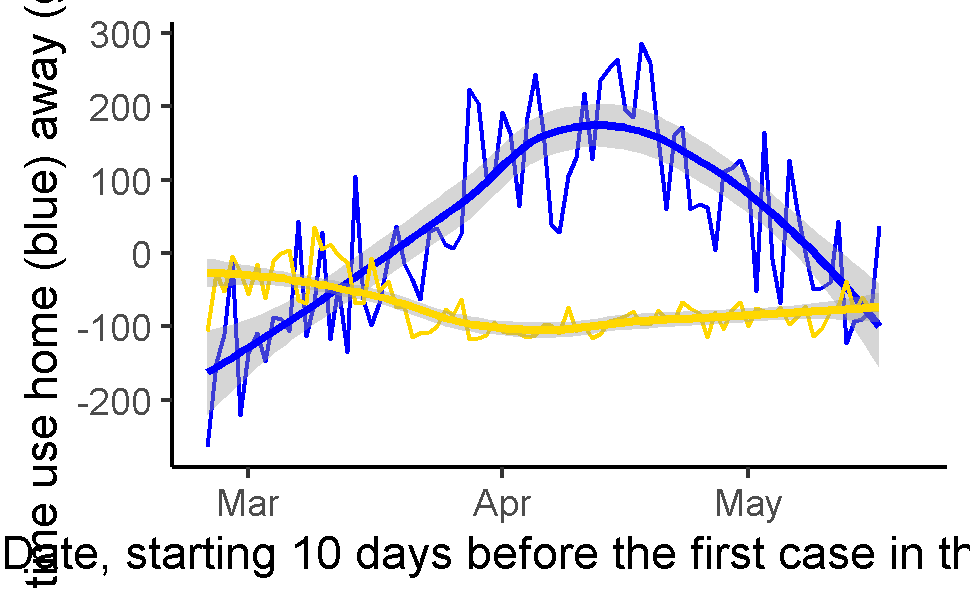 time use home (blue) away (
300
200
100
0
-100
-200
Mar Apr May
Date, starting 10 days before the first case in